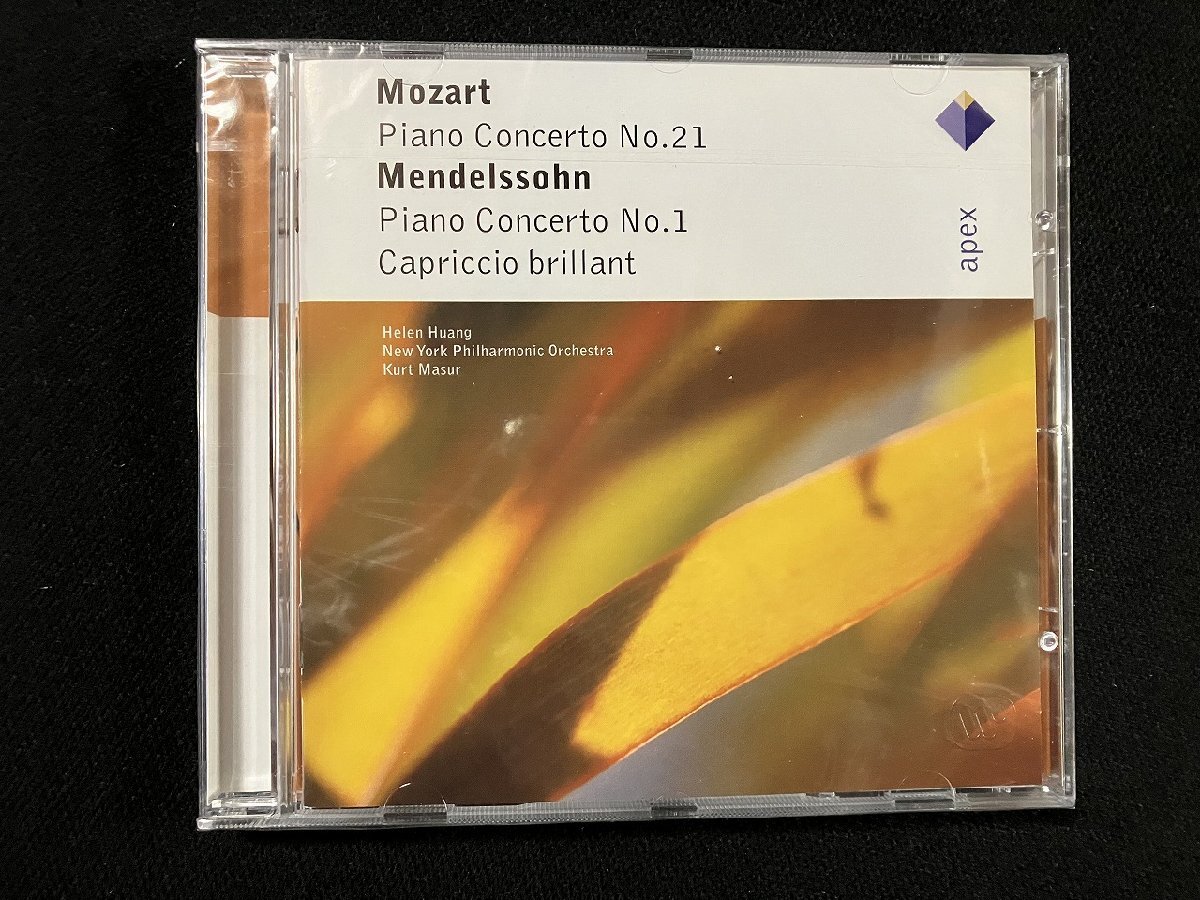 Mozart
Piano Concerto No.21
Mendelssohn
Piano Concerto No.1
Capriccio brillant
apex
Helen Huang
New York Philharmonic Orchestra
Kurt Masur